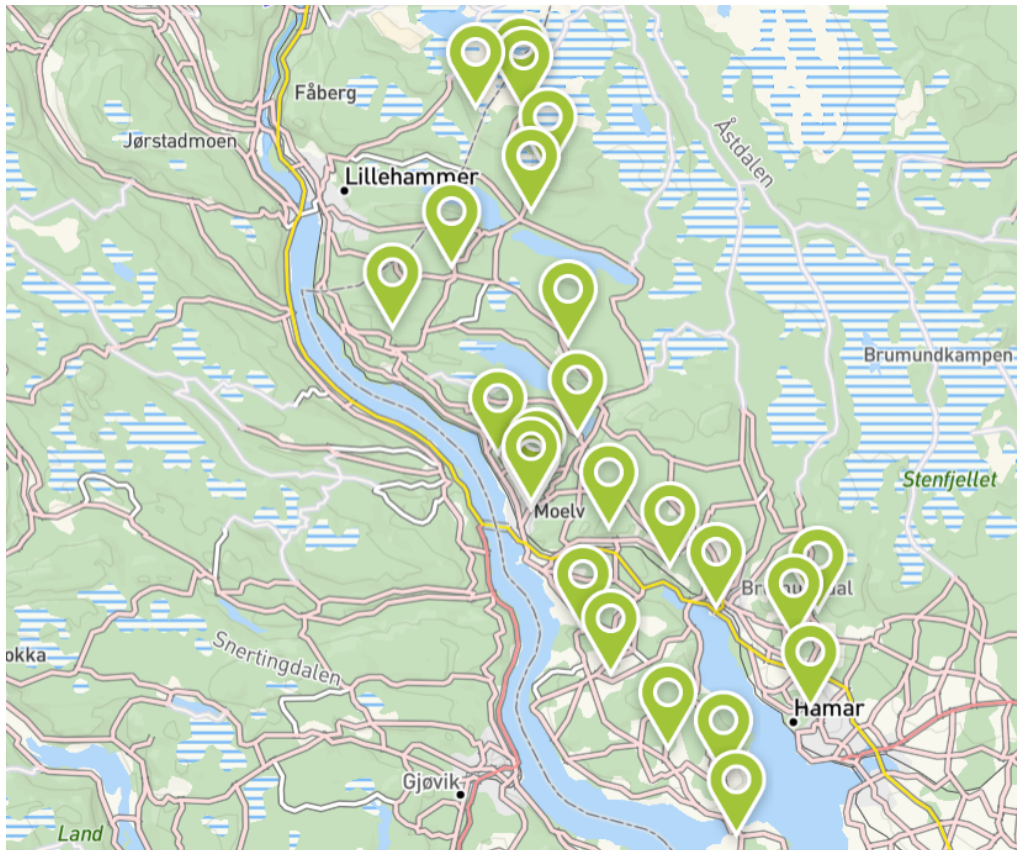 Fåberg
Jørstadmoen
Åstdalen
Lillehammer
Brumundkampen
Stenfjellet
Moelv
Snertingdalen
Hamar
Gjøvik
Land